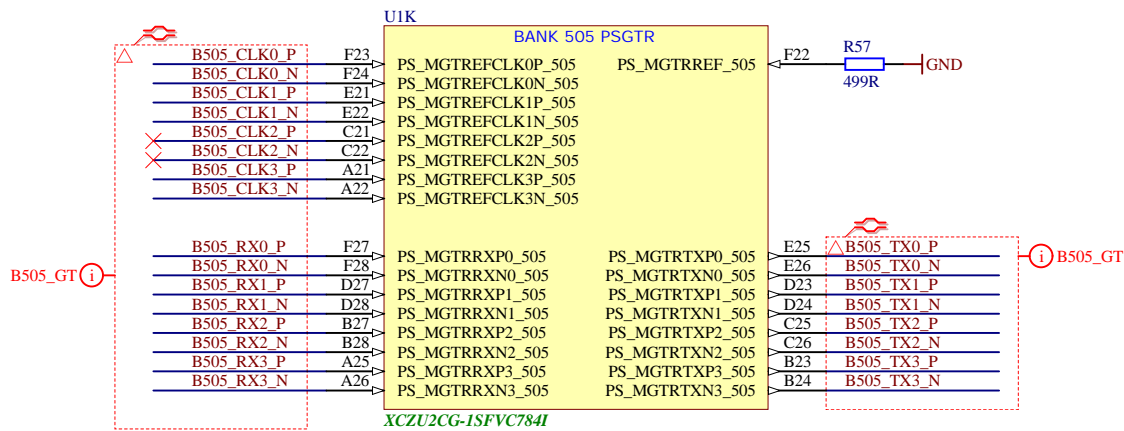 U1K
BANK 505 PSGTR
B505_CLK0_P F23 PS_MGTREFCLK0P_505 PS_MGTRREF_505 F22 R57 499R GND
B505_CLK0_N F24 PS_MGTREFCLK0N_505
B505_CLK1_P E21 PS_MGTREFCLK1P_505
B505_CLK1_N E22 PS_MGTREFCLK1N_505
B505_CLK2_P C21 PS_MGTREFCLK2P_505
B505_CLK2_N C22 PS_MGTREFCLK2N_505
B505_CLK3_P A21 PS_MGTREFCLK3P_505
B505_CLK3_N A22 PS_MGTREFCLK3N_505
B505_RX0_P F27 PS_MGTRRXP0_505 PS_MGTRTXP0_505 E25 B505_TX0_P
B505_GT i B505_RX0_N F28 PS_MGTRRXN0_505 PS_MGTRTXN0_505 E26 B505_TX0_N i B505_GT
B505_RX1_P D27 PS_MGTRRXP1_505 PS_MGTRTXP1_505 D23 B505_TX1_P
B505_RX1_N D28 PS_MGTRRXN1_505 PS_MGTRTXN1_505 D24 B505_TX1_N
B505_RX2_P B27 PS_MGTRRXP2_505 PS_MGTRTXP2_505 C25 B505_TX2_P
B505_RX2_N B28 PS_MGTRRXN2_505 PS_MGTRTXN2_505 C26 B505_TX2_N
B505_RX3_P A25 PS_MGTRRXP3_505 PS_MGTRTXP3_505 B23 B505_TX3_P
B505_RX3_N A26 PS_MGTRRXN3_505 PS_MGTRTXN3_505 B24 B505_TX3_N
XCZU2CG-1SFVC784I